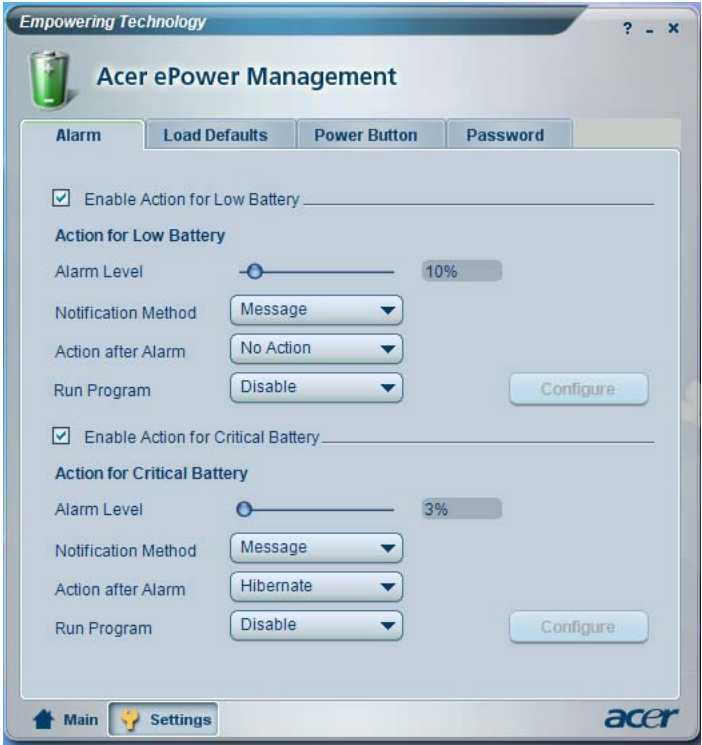 Empowering Technology
? - x
Acer ePower Management
Alarm Load Defaults Power Button Password
Enable Action for Low Battery
Action for Low Battery
Alarm Level 10%
Notification Method Message
Action after Alarm No Action
Run Program Disable Configure
Enable Action for Critical Battery
Action for Critical Battery
Alarm Level 3%
Notification Method Message
Action after Alarm Hibernate
Run Program Disable Configure
Main Settings acer